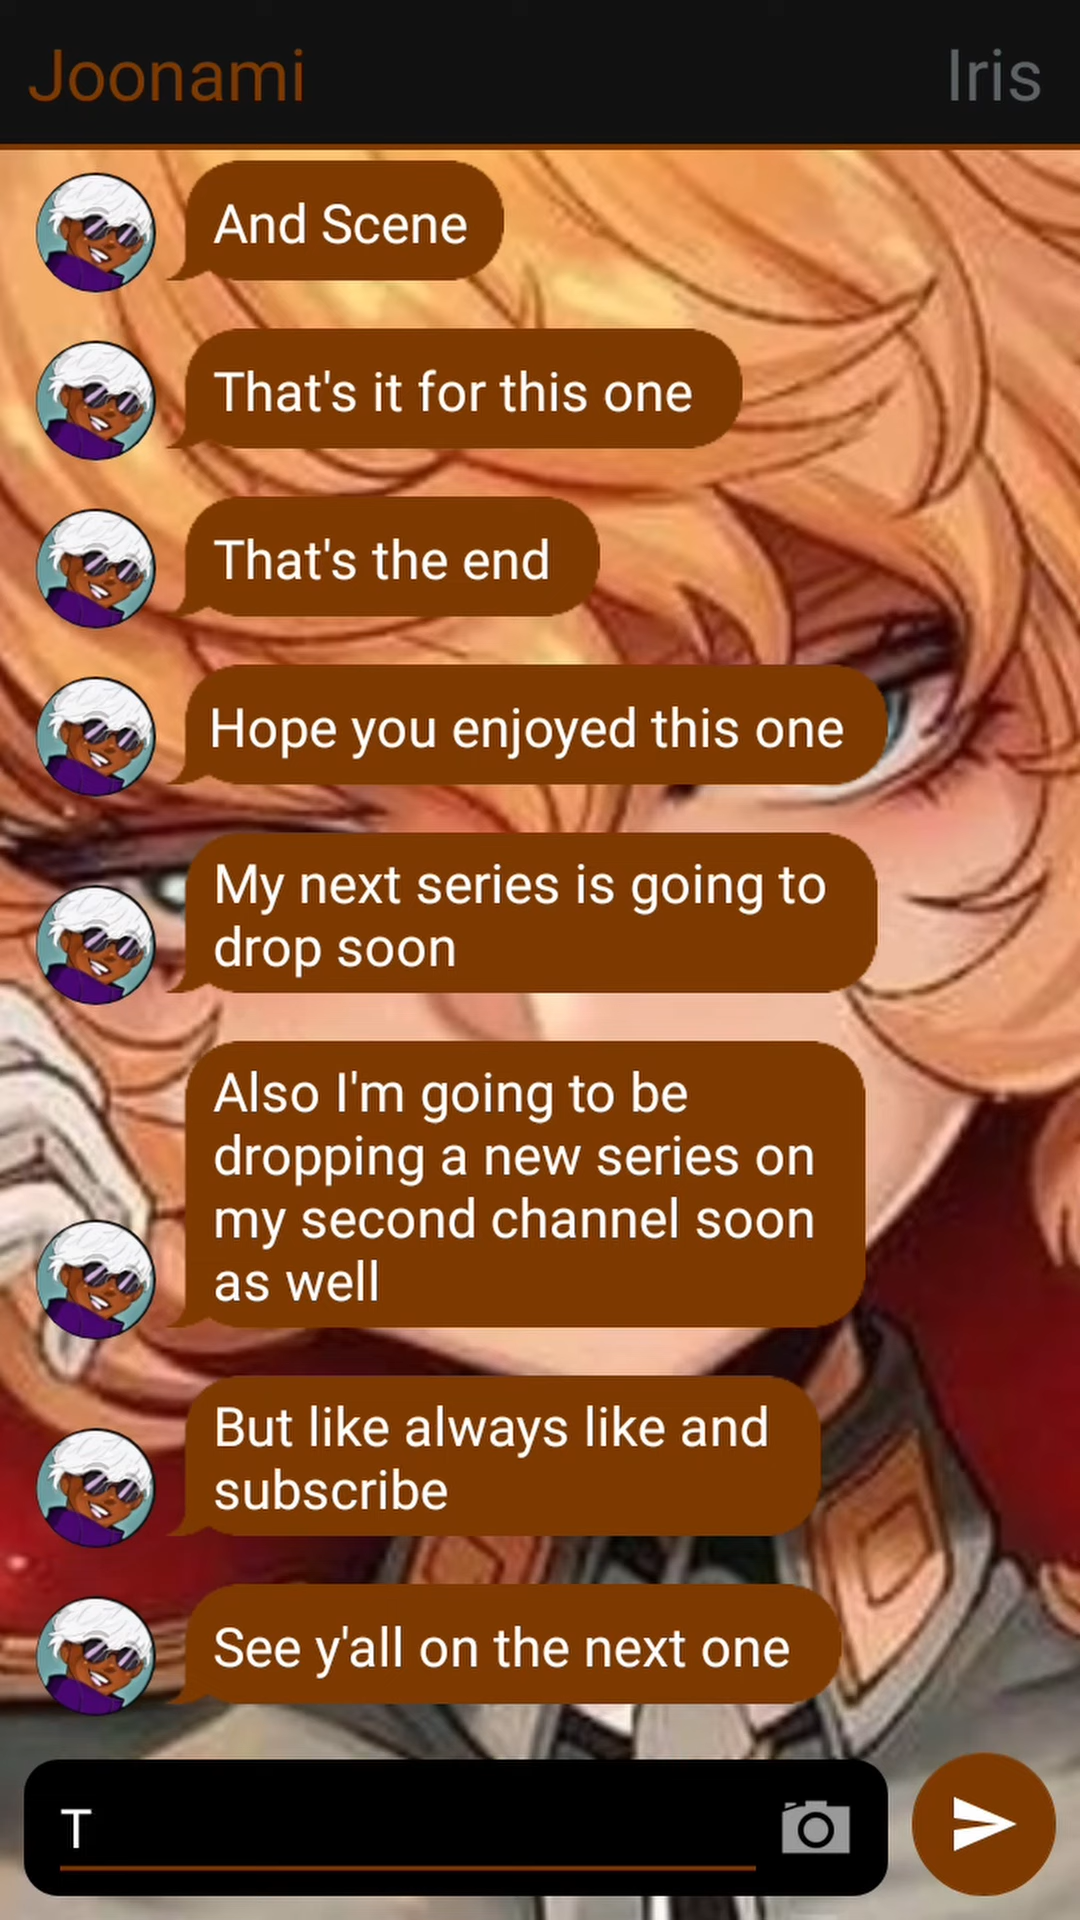 Joonami
Iris
And Scene
That's it for this one
That's the end
Hope you enjoyed this one
My next series is going to
drop soon
Also I'm going to be
dropping a new series on
my second channel soon
as well
But like always like and
subscribe
See y'all on the next one
T